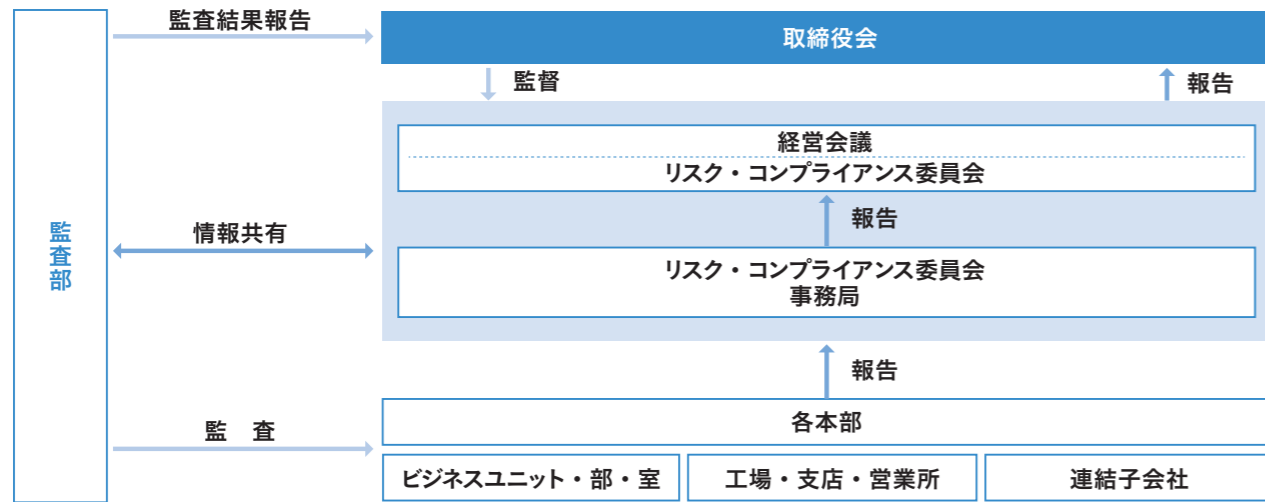 監査結果報告
取締役会
監督
報告
経営会議
リスク・コンプライアンス委員会
報告
監査部
情報共有
リスク・コンプライアンス委員会
事務局
報告
監　査
各本部
ビジネスユニット・部・室
工場・支店・営業所
連結子会社